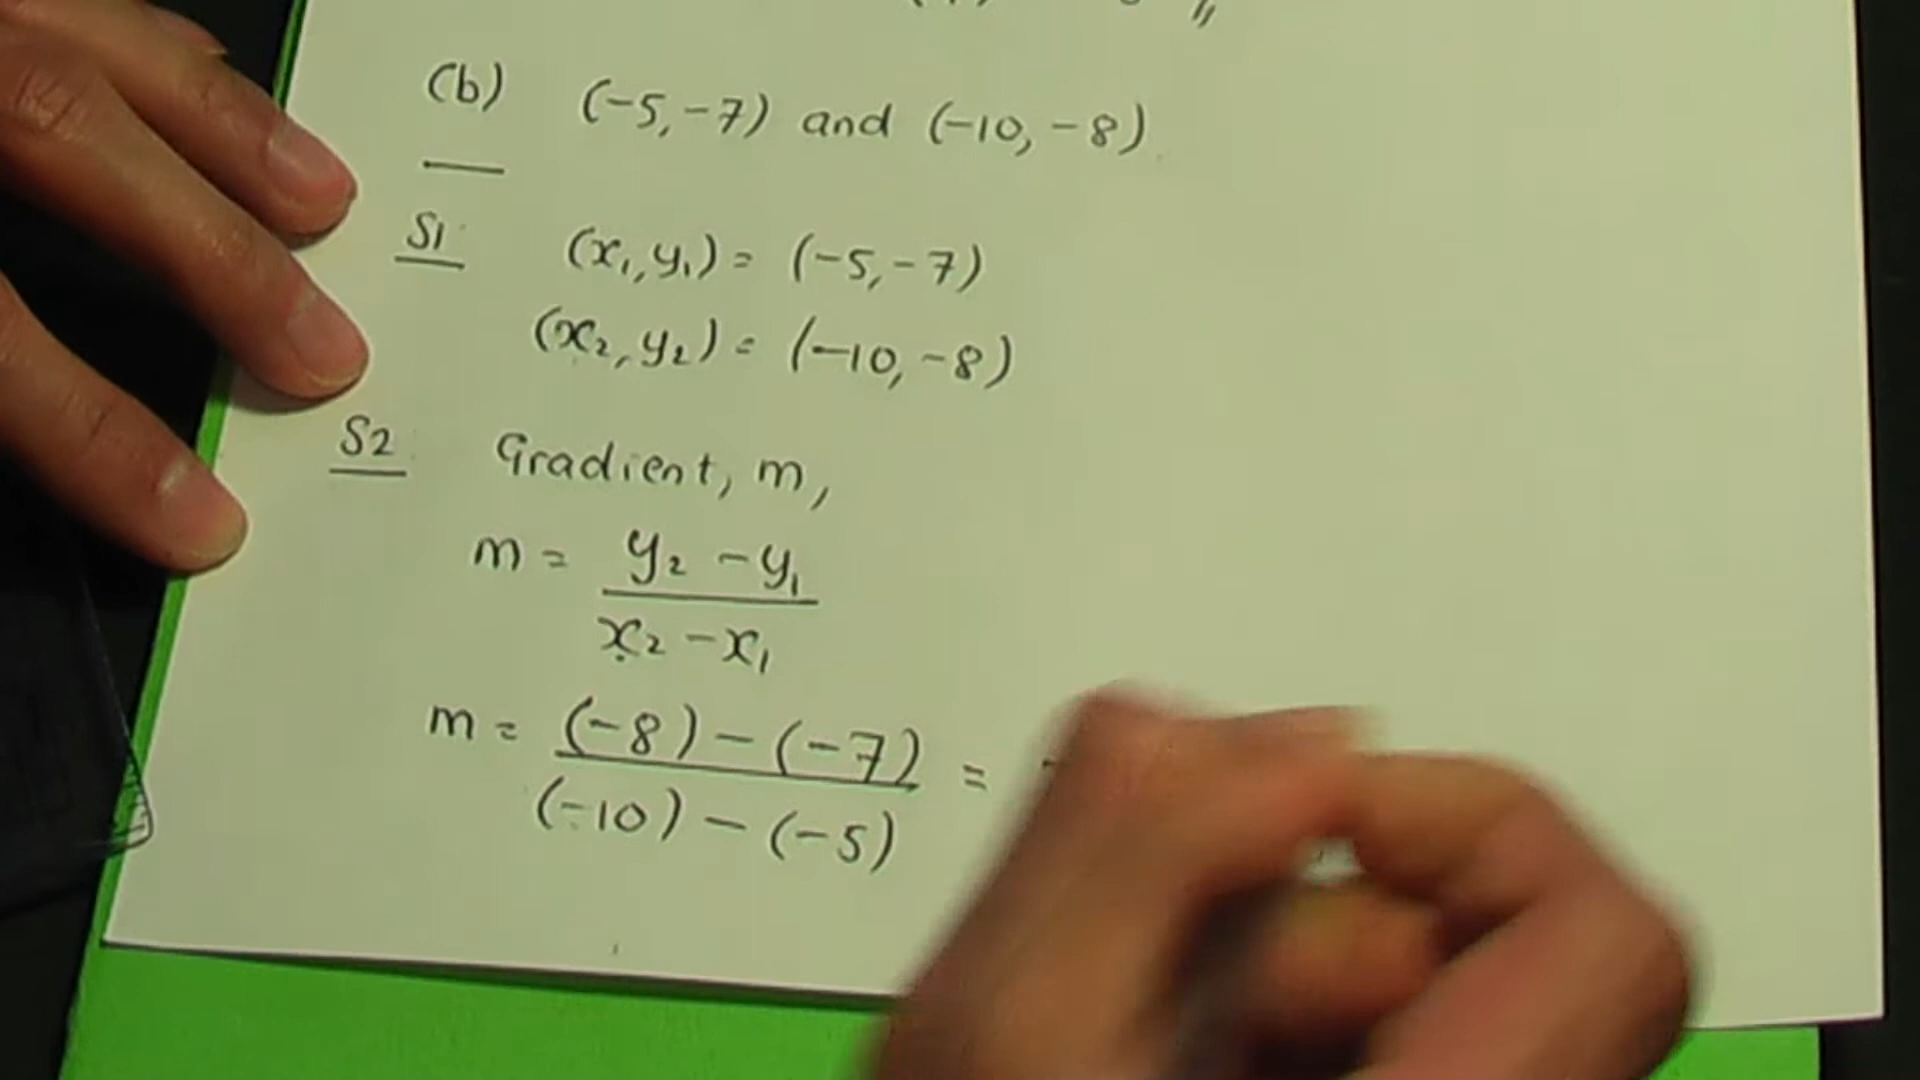 (b) (-5, -7) and (-10, -8)
S1 (x₁, y₁) = (-5, -7)
(x₂, y₂) = (-10, -8)
S2 Gradient, m,
m = y₂ - y₁
x₂ - x₁
m = (-8) - (-7) =
(-10) - (-5)